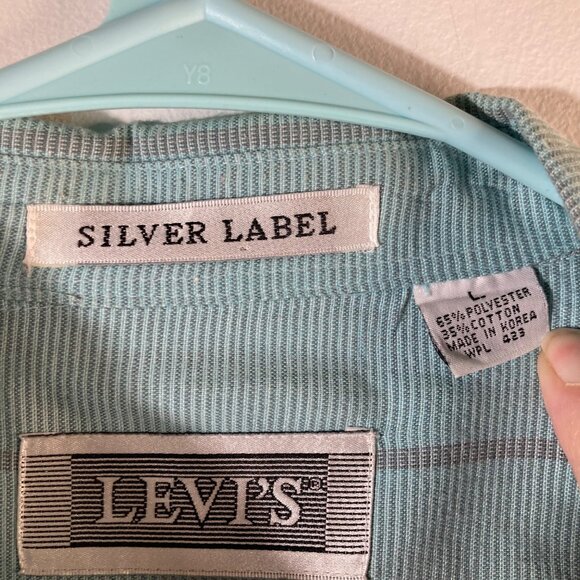 Y8
SILVER LABEL
L
65% POLYESTER
35% COTTON
MADE IN KOREA
WPL 423
LEVI'S®